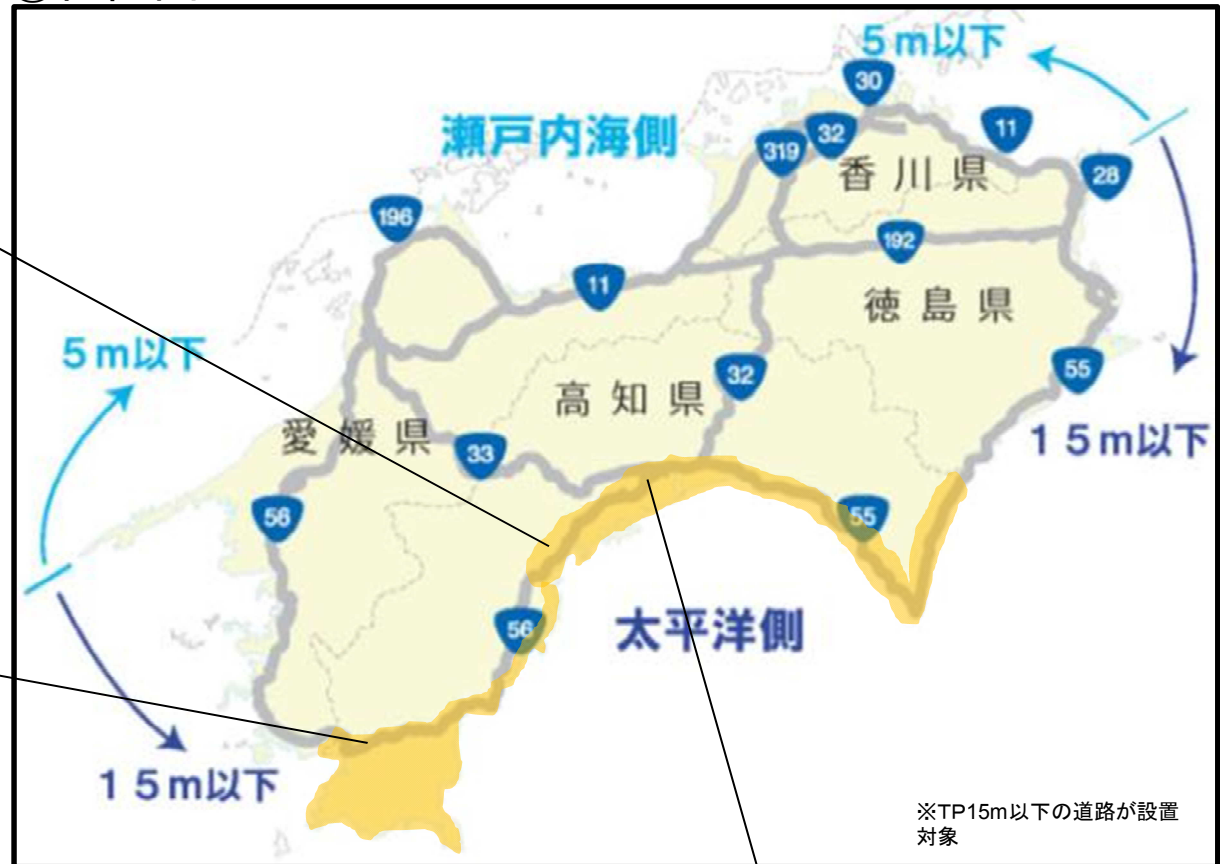 5m以下
30
瀬戸内海側
11
32
319
香川県
28
196
192
11
徳島県
5m以下
32
55
高知県
愛媛県
15m以下
33
56
55
太平洋側
56
15m以下
※TP15m以下の道路が設置
対象